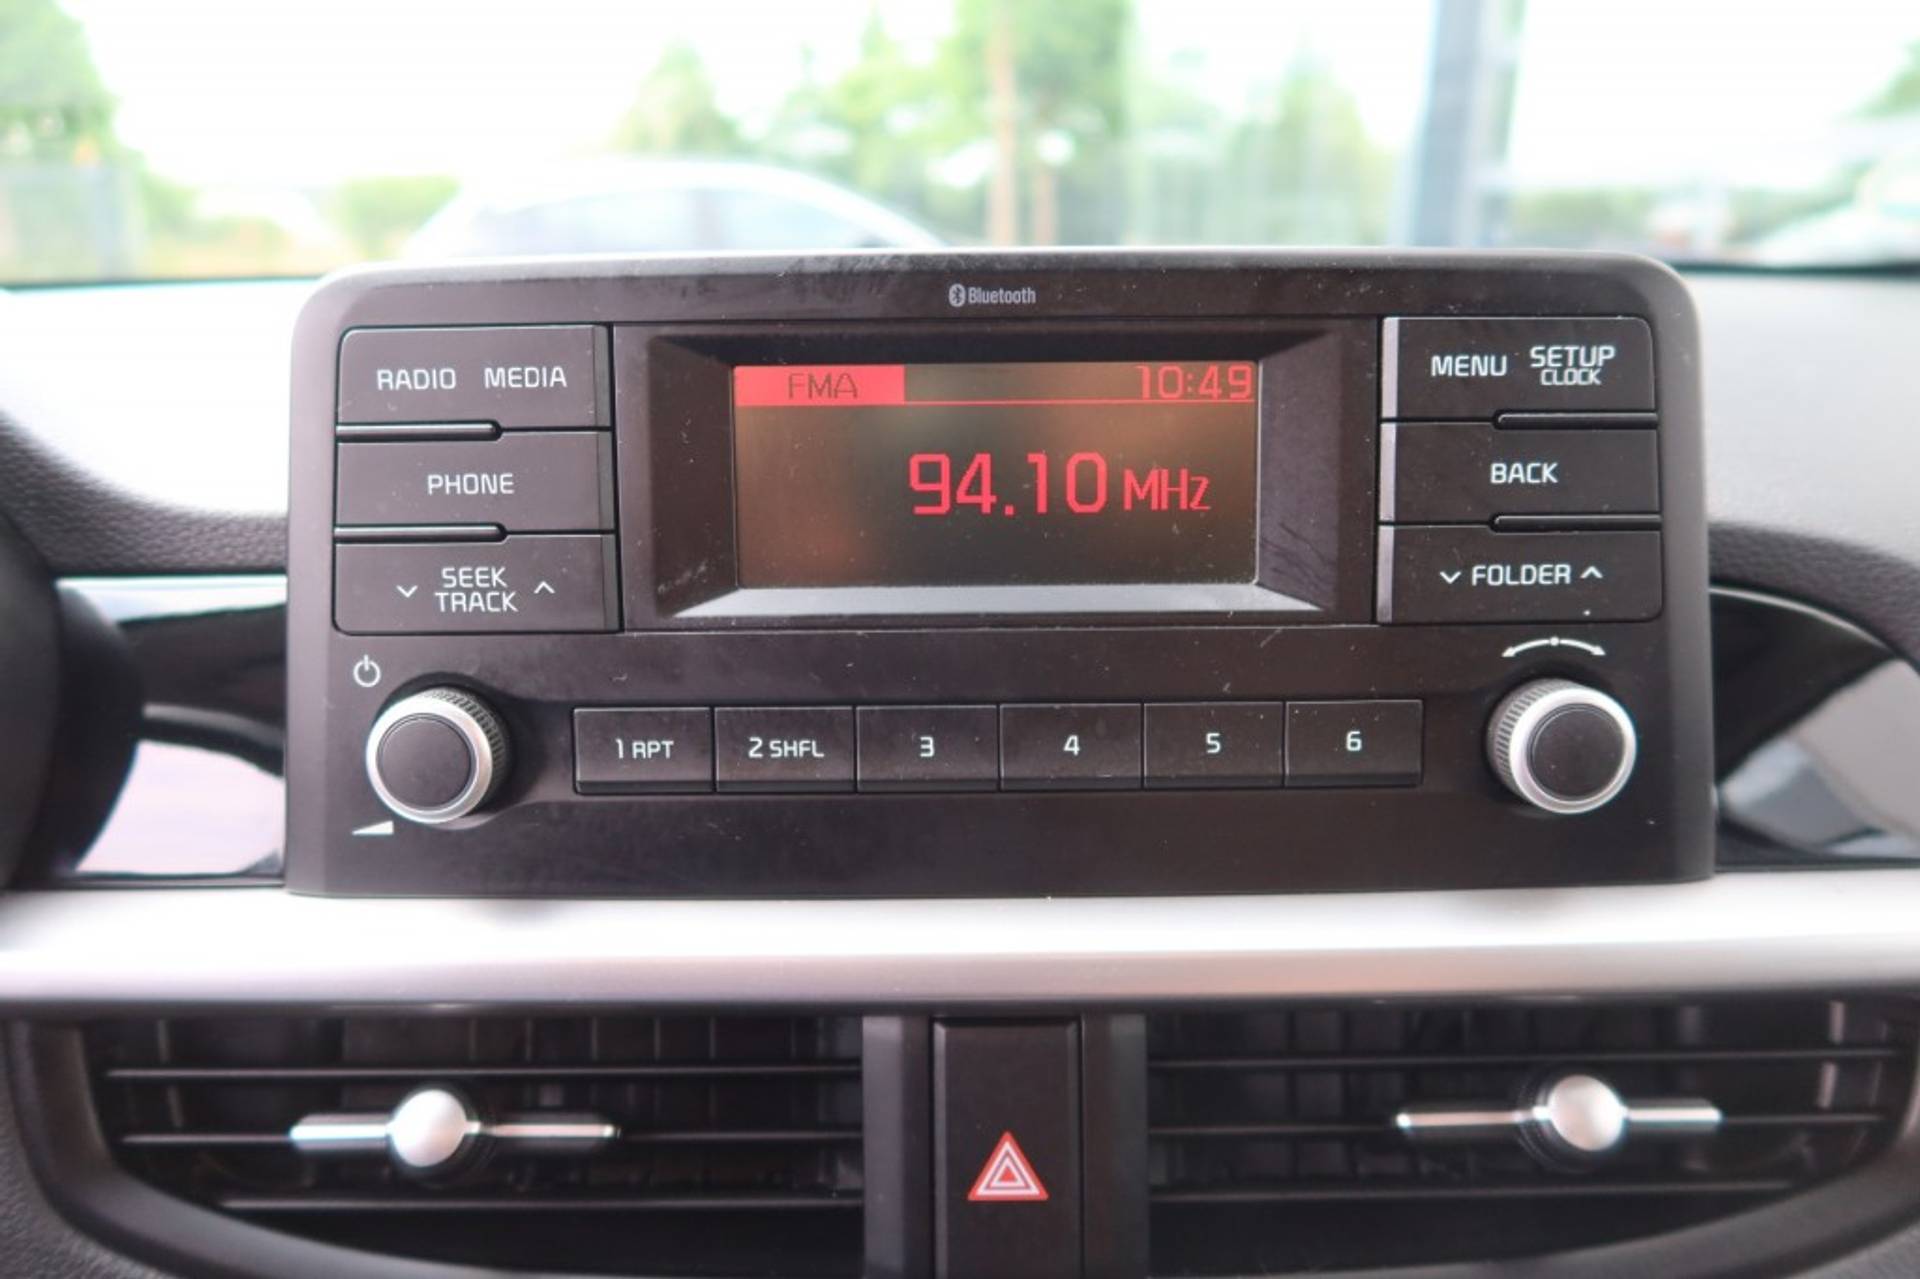 Bluetooth
RADIO MEDIA
FMA 10:49
MENU SETUP
CLOCK
PHONE
94.10 MHz
BACK
SEEK
TRACK
FOLDER
1 RPT 2 SHFL 3 4 5 6